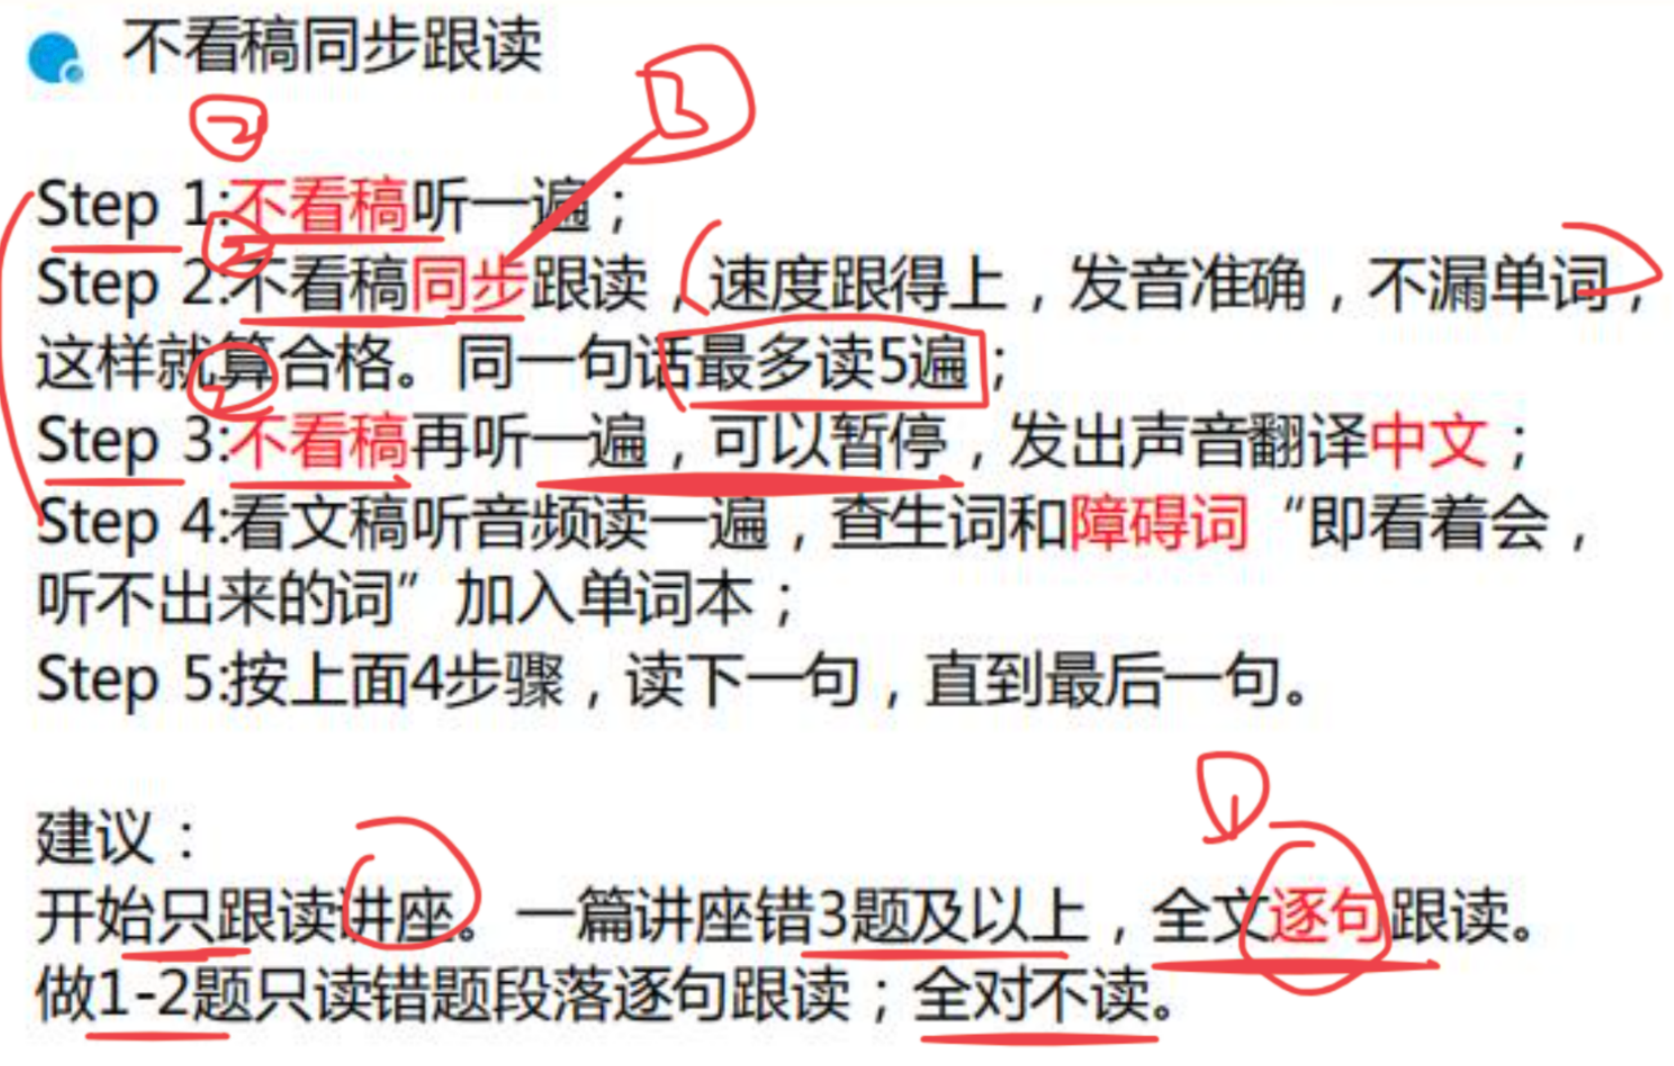 不看稿同步跟读
②
③
Step 1:不看稿听一遍；
②
Step 2:不看稿同步跟读，速度跟得上，发音准确，不漏单词，
这样就算合格。同一句话最多读5遍；
②
Step 3:不看稿再听一遍，可以暂停，发出声音翻译中文；
Step 4:看文稿听音频读一遍，查生词和障碍词“即看着会，
听不出来的词”加入单词本；
Step 5:按上面4步骤，读下一句，直到最后一句。
建议：
①
开始只跟读讲座。一篇讲座错3题及以上，全文逐句跟读。
做1-2题只读错题段落逐句跟读；全对不读。